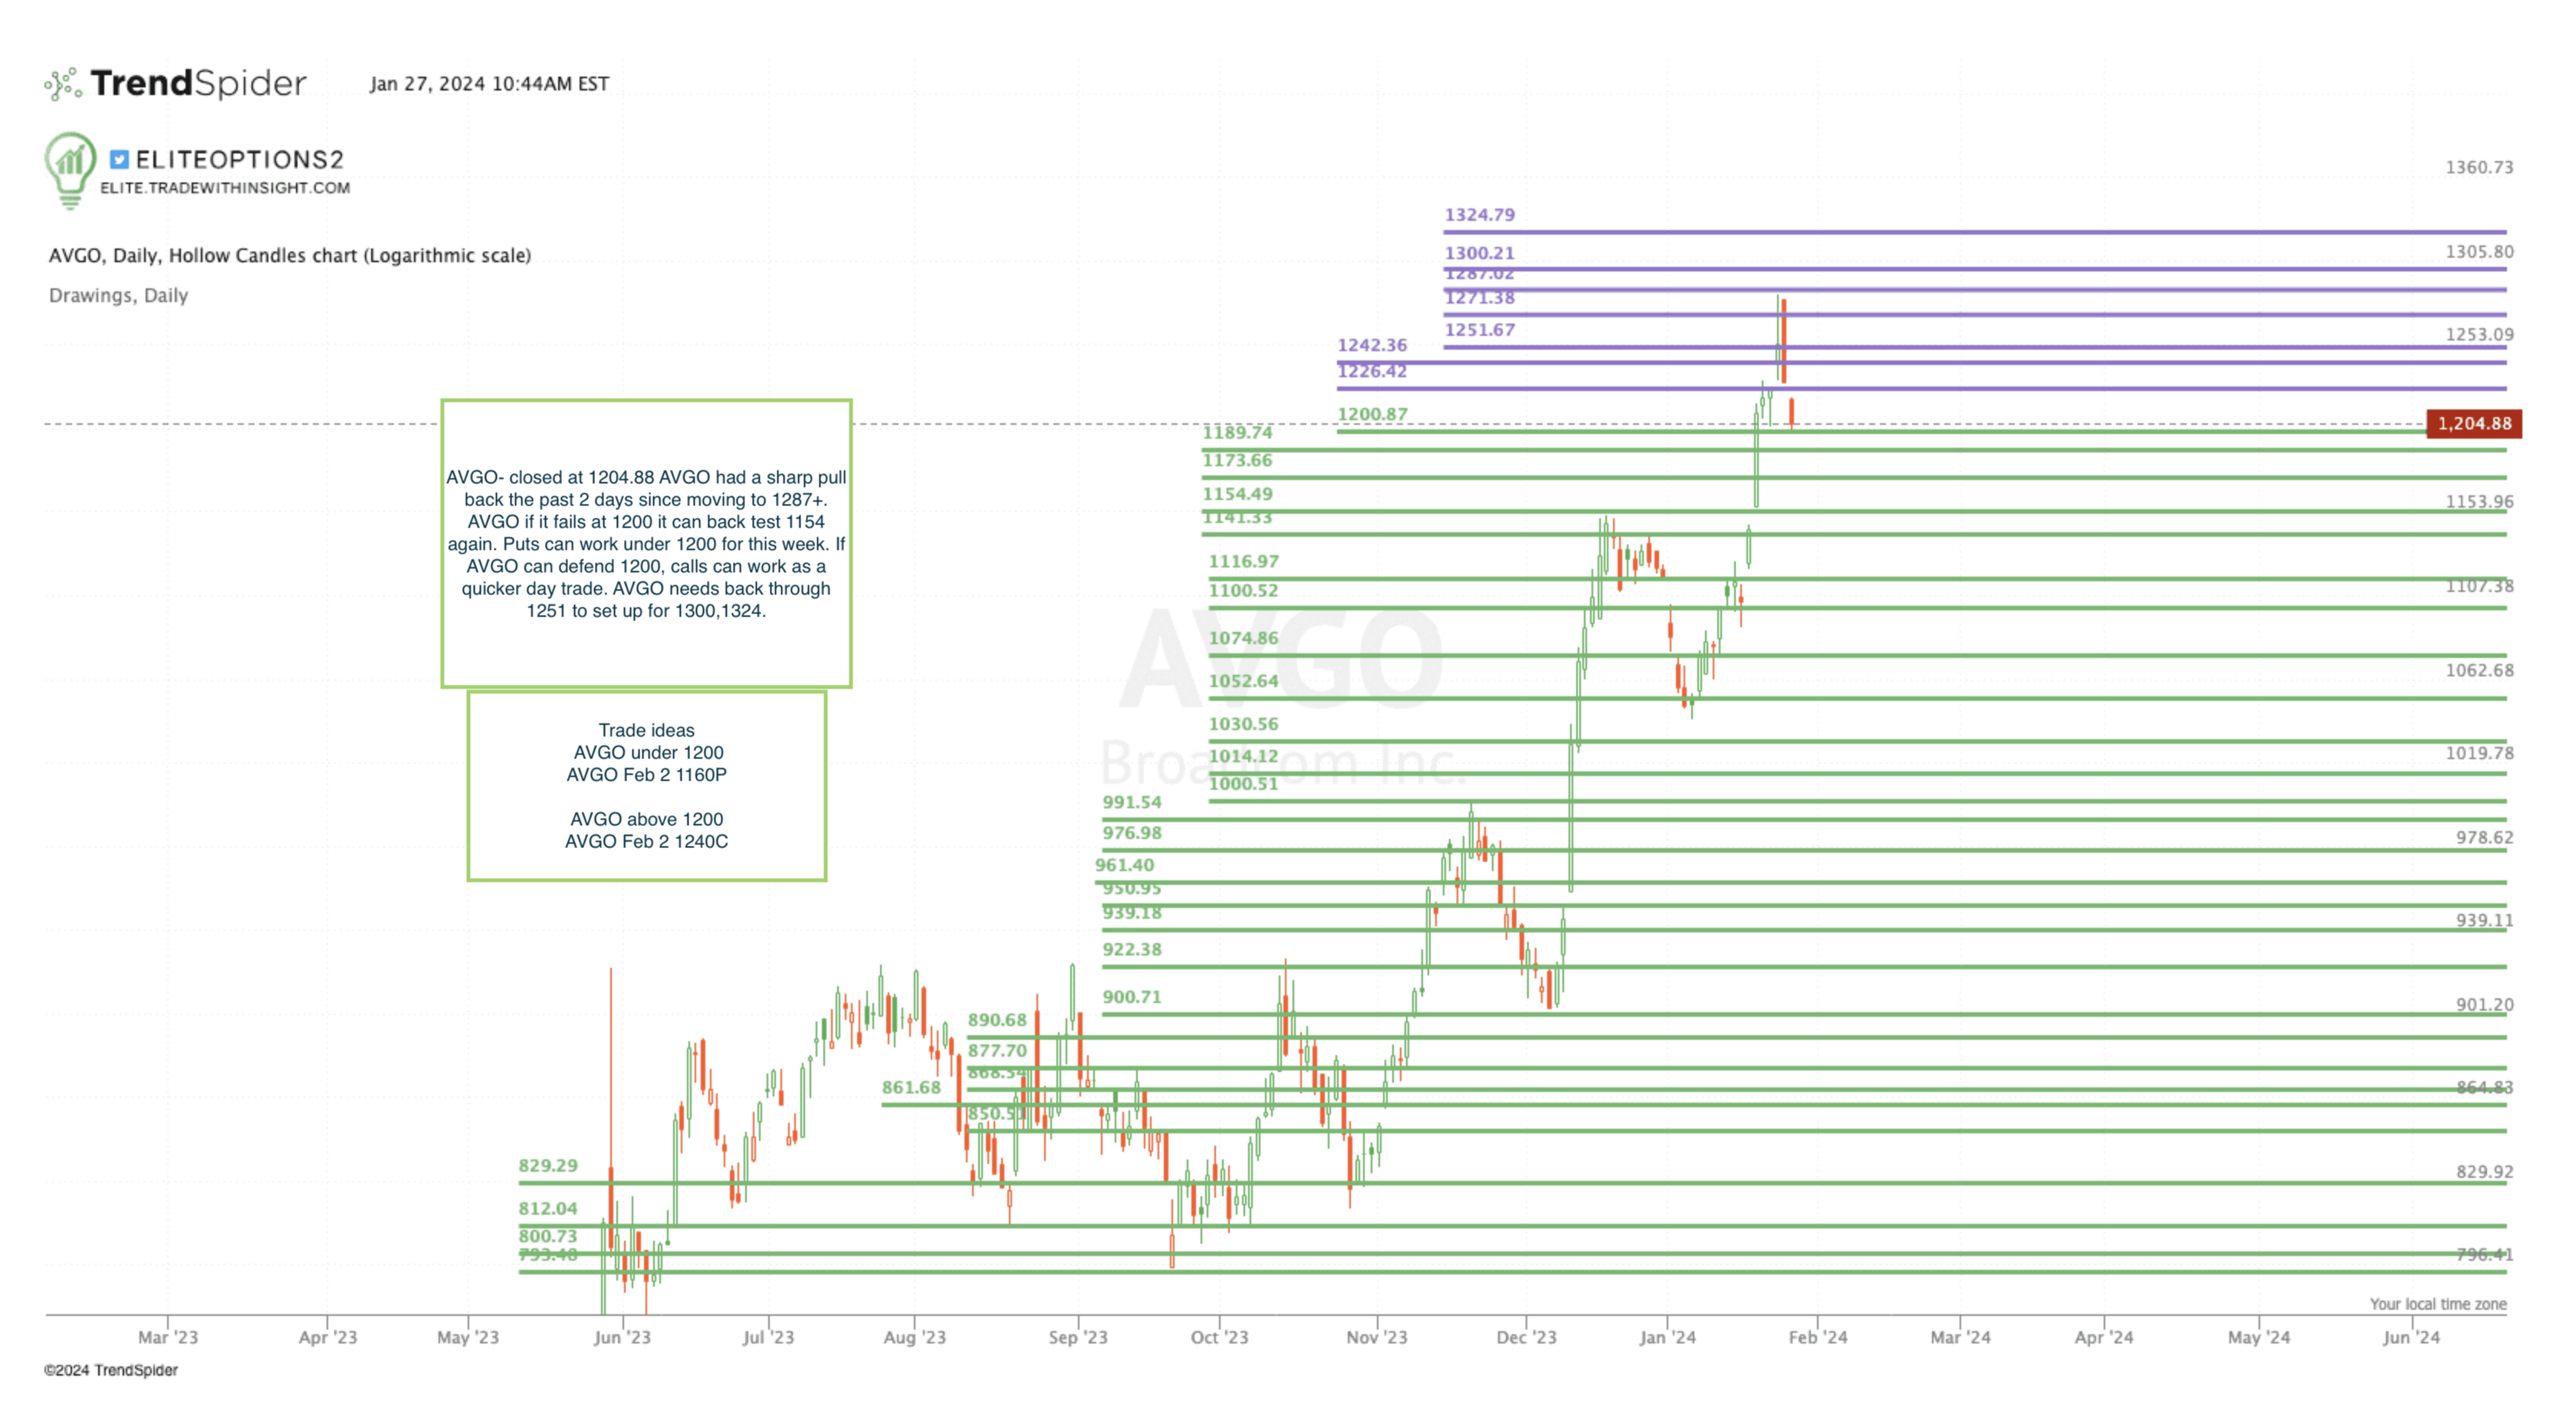 TrendSpider
Jan 27, 2024 10:44AM EST
ELITEOPTIONS2
ELITE.TRADEWITHINSIGHT.COM
AVGO, Daily, Hollow Candles chart (Logarithmic scale)
Drawings, Daily
AVGO- closed at 1204.88 AVGO had a sharp pull
back the past 2 days since moving to 1287+.
AVGO if it fails at 1200 it can back test 1154
again. Puts can work under 1200 for this week. If
AVGO can defend 1200, calls can work as a
quicker day trade. AVGO needs back through
1251 to set up for 1300,1324.
Trade ideas
AVGO under 1200
AVGO Feb 2 1160P
AVGO above 1200
AVGO Feb 2 1240C
AVGO
Broadcom Inc.
1324.79
1300.21
1287.02
1271.38
1251.67
1242.36
1226.42
1200.87
1189.74
1173.66
1154.49
1141.33
1116.97
1100.52
1074.86
1052.64
1030.56
1014.12
1000.51
991.54
976.98
961.40
950.95
939.18
922.38
900.71
890.68
877.70
868.54
861.68
829.29
812.04
800.73
793.48
1360.73
1305.80
1253.09
1,204.88
1153.96
1107.38
1062.68
1019.78
978.62
939.11
901.20
864.83
829.92
796.41
Your local time zone
Mar '23
Apr '23
May '23
Jun '23
Jul '23
Aug '23
Sep '23
Oct '23
Nov '23
Dec '23
Jan '24
Feb '24
Mar '24
Apr '24
May '24
Jun '24
©2024 TrendSpider